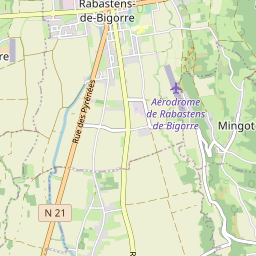 Rabastens-
de-Bigorre
Rue des Pyrénées
Aérodrome
de Rabastens
de Bigorre
Mingot
N 21